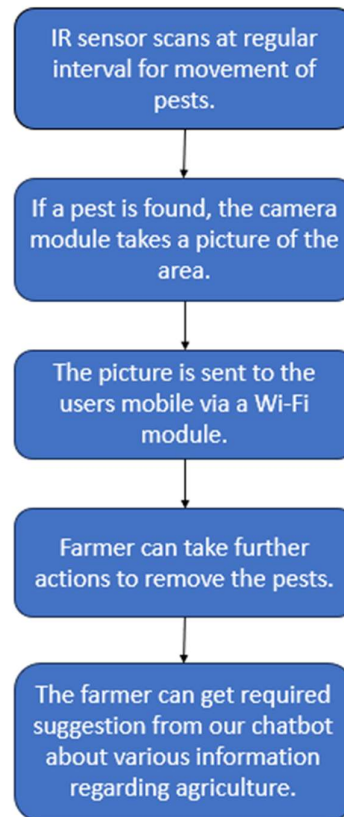 IR sensor scans at regular
interval for movement of
pests.
If a pest is found, the camera
module takes a picture of the
area.
The picture is sent to the
users mobile via a Wi-Fi
module.
Farmer can take further
actions to remove the pests.
The farmer can get required
suggestion from our chatbot
about various information
regarding agriculture.